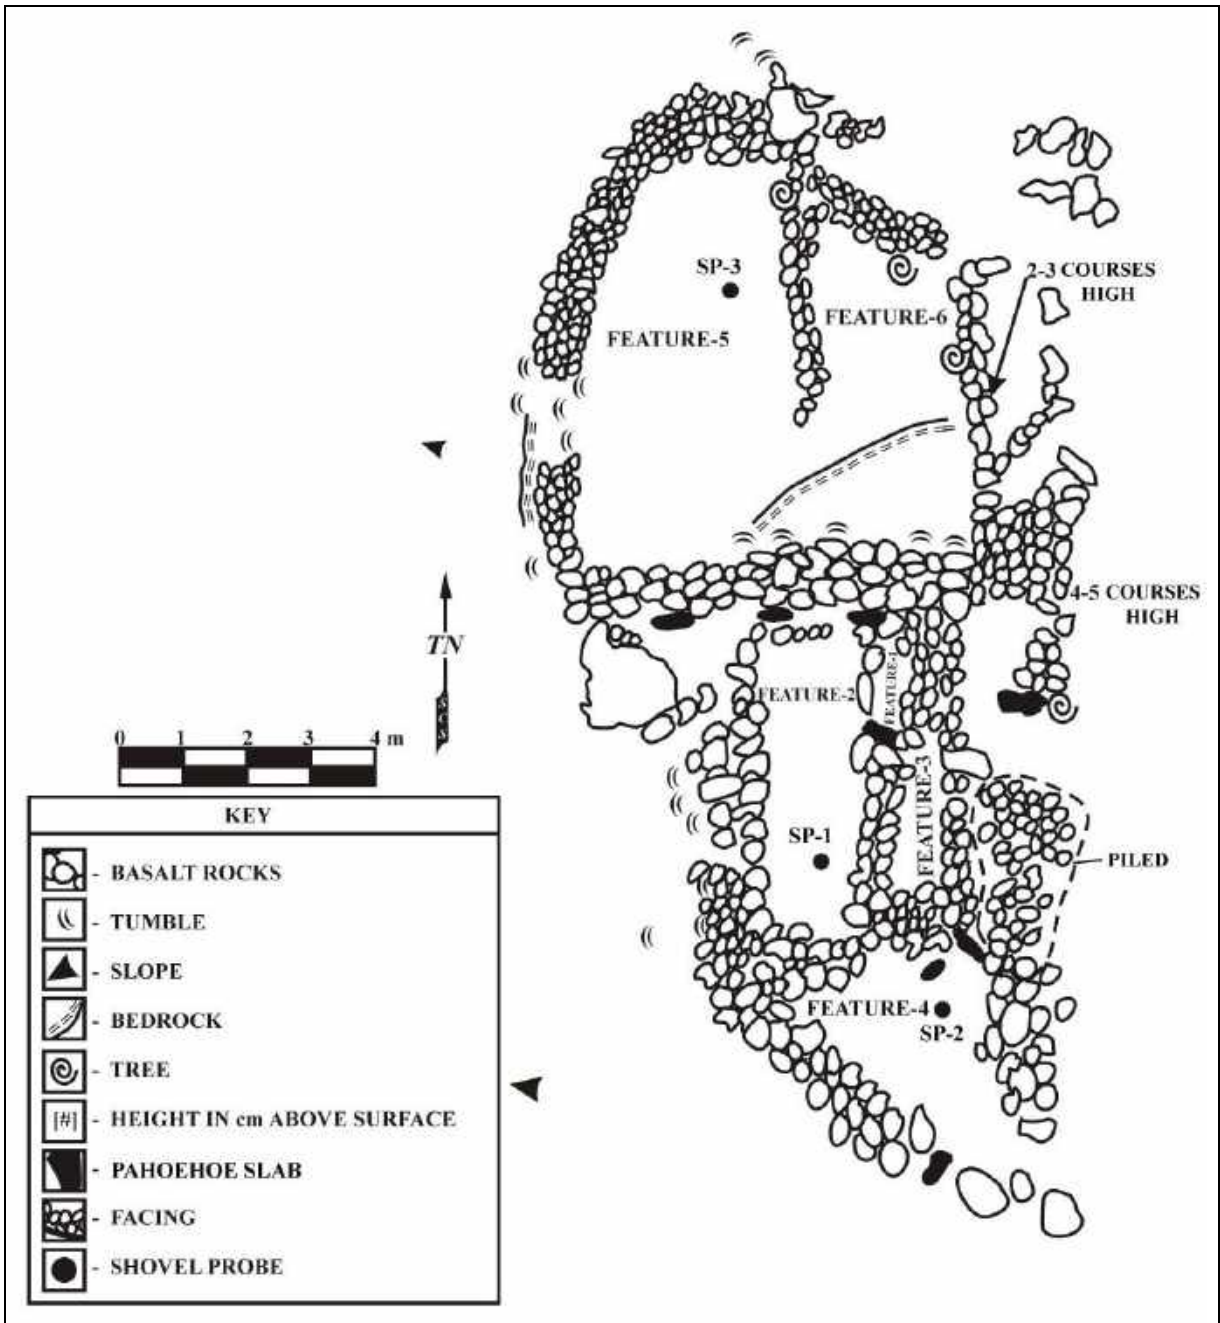 SP-3
2-3 COURSES
HIGH
FEATURE-6
FEATURE-5
4-5 COURSES
HIGH
TN
SCS
FEATURE-1
FEATURE-2
0 1 2 3 4 m
FEATURE-3
KEY
SP-1
PILED
- BASALT ROCKS
- TUMBLE
- SLOPE
FEATURE-4
SP-2
- BEDROCK
- TREE
[#] - HEIGHT IN cm ABOVE SURFACE
- PAHOEHOE SLAB
- FACING
- SHOVEL PROBE